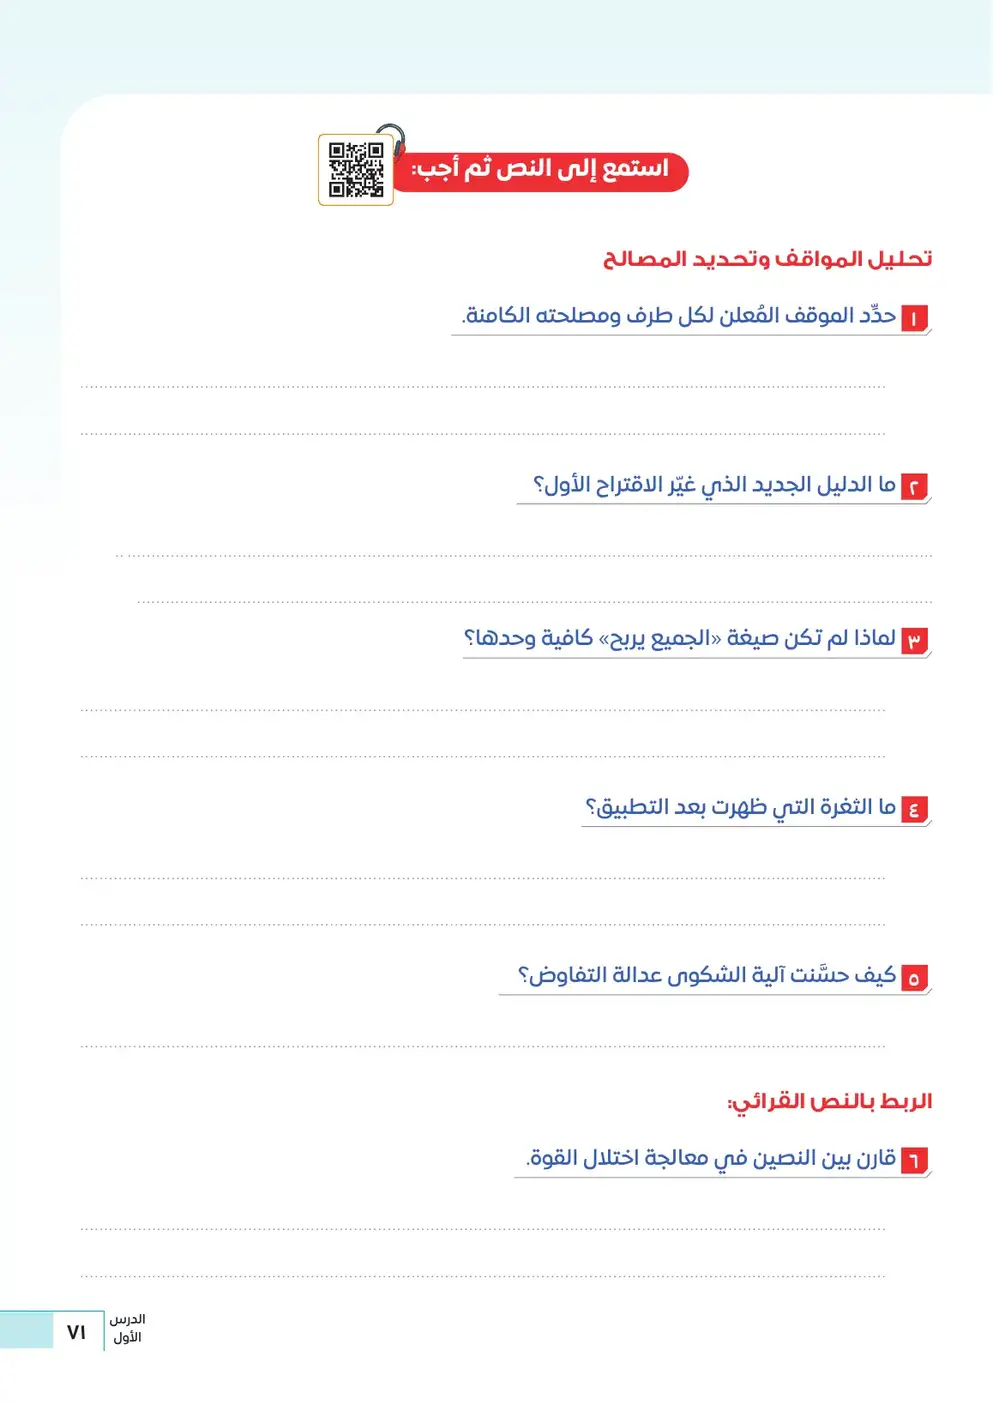 استمع إلى النص ثم أجب:
تحليل المواقف وتحديد المصالح
١ حدِّد الموقف المُعلن لكل طرف ومصلحته الكامنة.
٢ ما الدليل الجديد الذي غيّر الاقتراح الأول؟
٣ لماذا لم تكن صيغة «الجميع يربح» كافية وحدها؟
٤ ما الثغرة التي ظهرت بعد التطبيق؟
٥ كيف حسَّنت آلية الشكوى عدالة التفاوض؟
الربط بالنص القرائي:
٦ قارن بين النصين في معالجة اختلال القوة.
الدرس
الأول
٧١